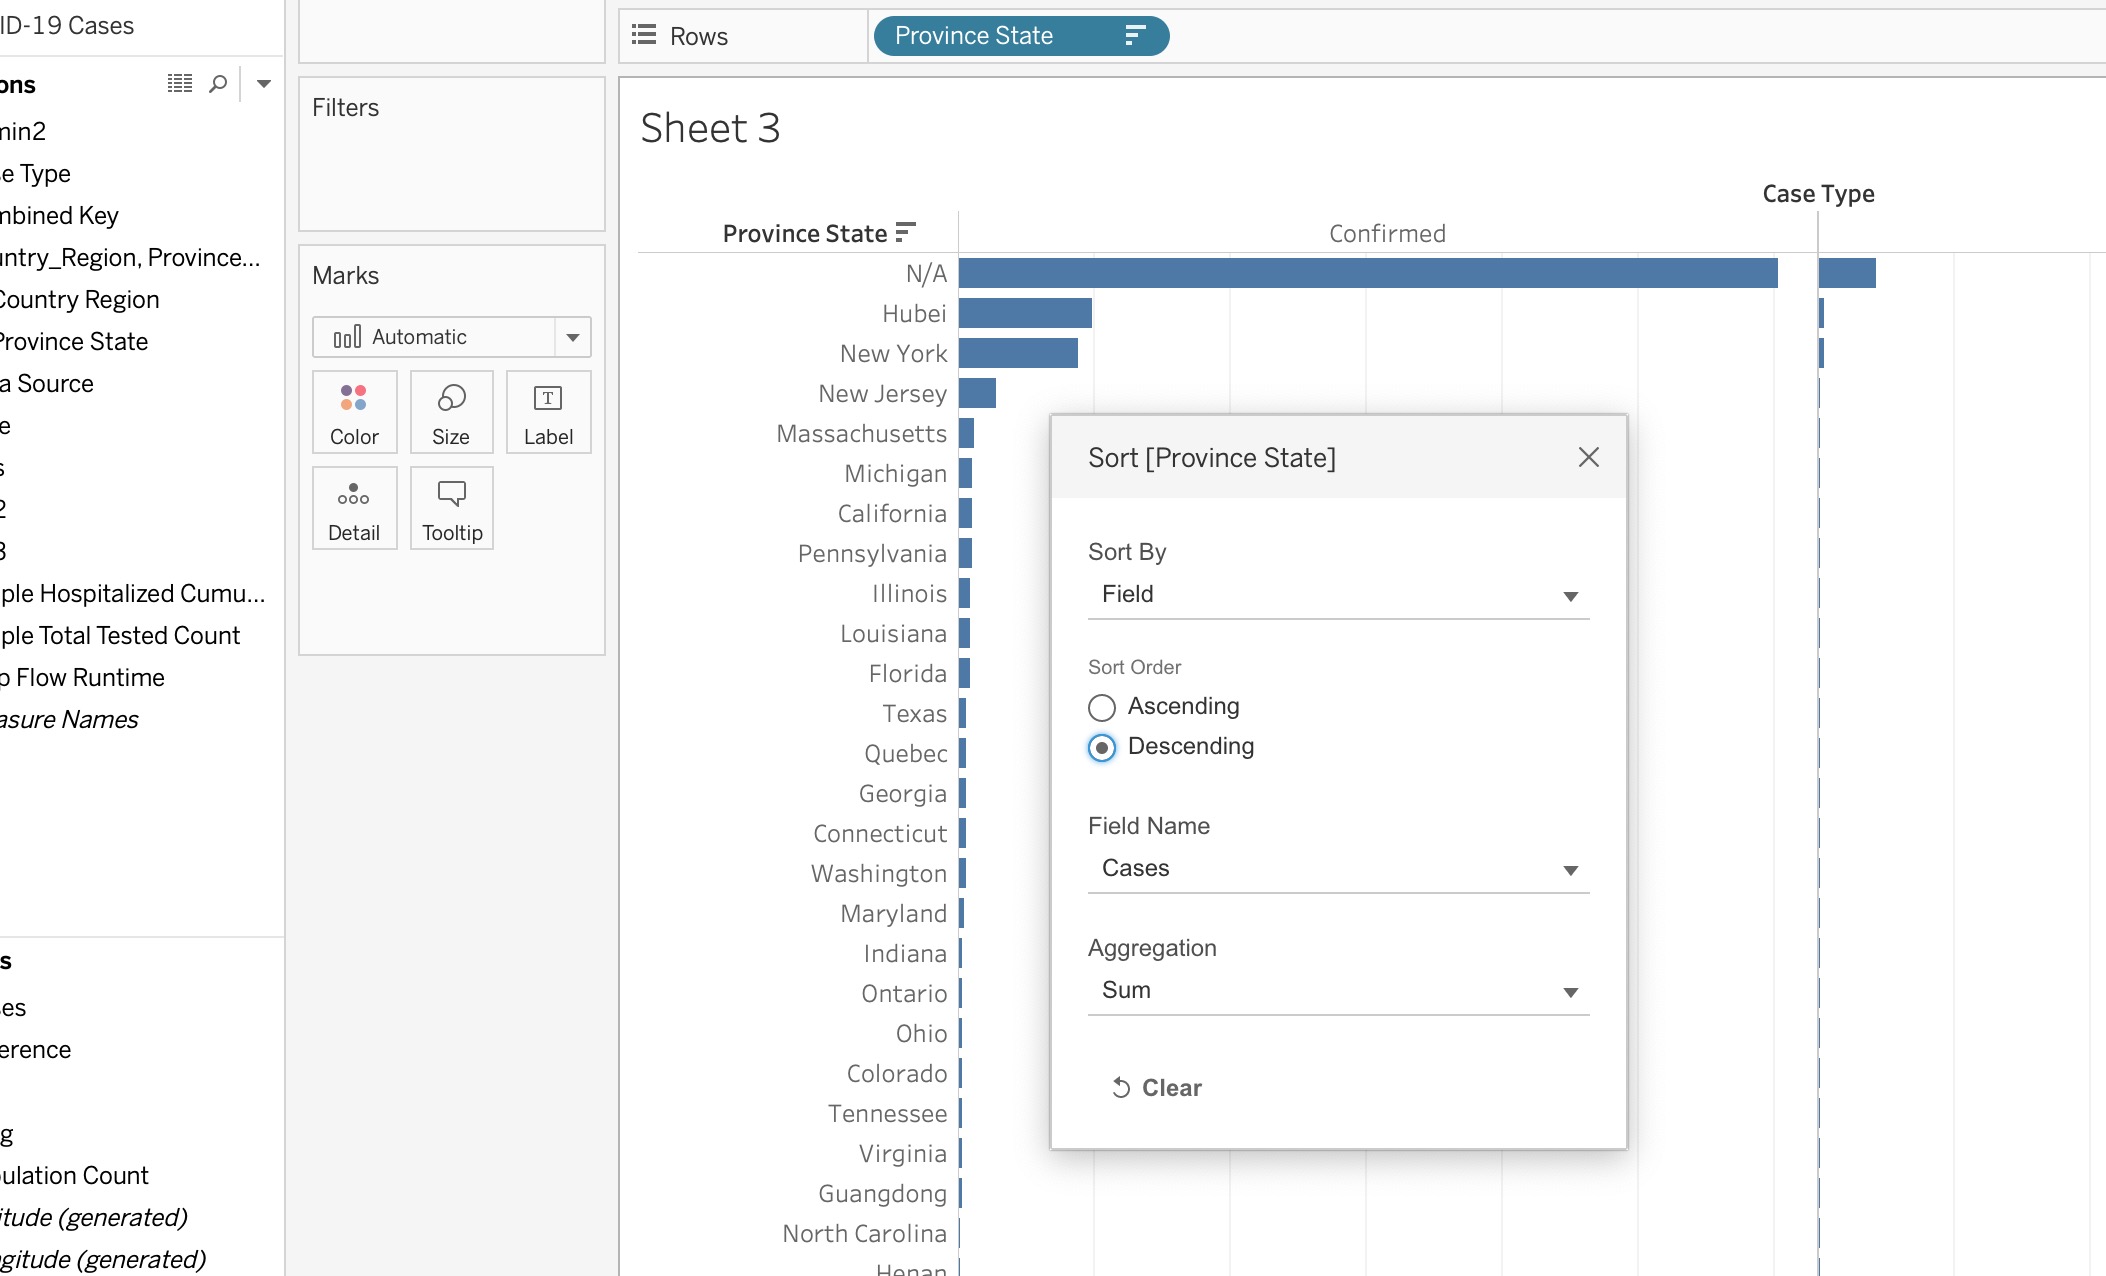 ID-19 Cases
ons
min2
e Type
mbined Key
untry_Region, Province...
Country Region
Province State
a Source
e
s
2
3
ple Hospitalized Cumu...
ple Total Tested Count
p Flow Runtime
asure Names
s
es
erence
g
ulation Count
itude (generated)
gitude (generated)
Filters
Marks
Automatic
Color
Size
T
Label
Detail
Tooltip
Rows
Province State
Sheet 3
Case Type
Province State
Confirmed
N/A
Hubei
New York
New Jersey
Massachusetts
Michigan
California
Pennsylvania
Illinois
Louisiana
Florida
Texas
Quebec
Georgia
Connecticut
Washington
Maryland
Indiana
Ontario
Ohio
Colorado
Tennessee
Virginia
Guangdong
North Carolina
Henan
Sort [Province State]
Sort By
Field
Sort Order
Ascending
Descending
Field Name
Cases
Aggregation
Sum
Clear